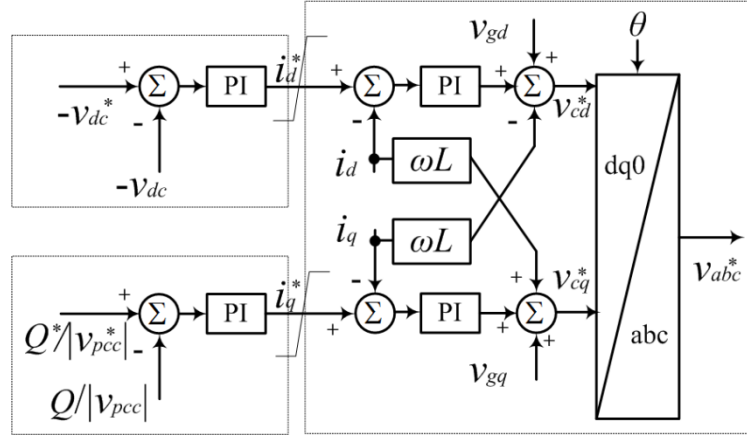 v_gd
θ
i_d^*
+ Σ PI + Σ PI + Σ +
-v_dc^* - - - v_cd^*
-v_dc
i_d ωL
dq0
i_q ωL
v_abc^*
i_q^* - + v_cq^*
+ Σ PI + Σ PI + Σ +
Q^*/|v_pcc^*| - abc
v_gq
Q/|v_pcc|